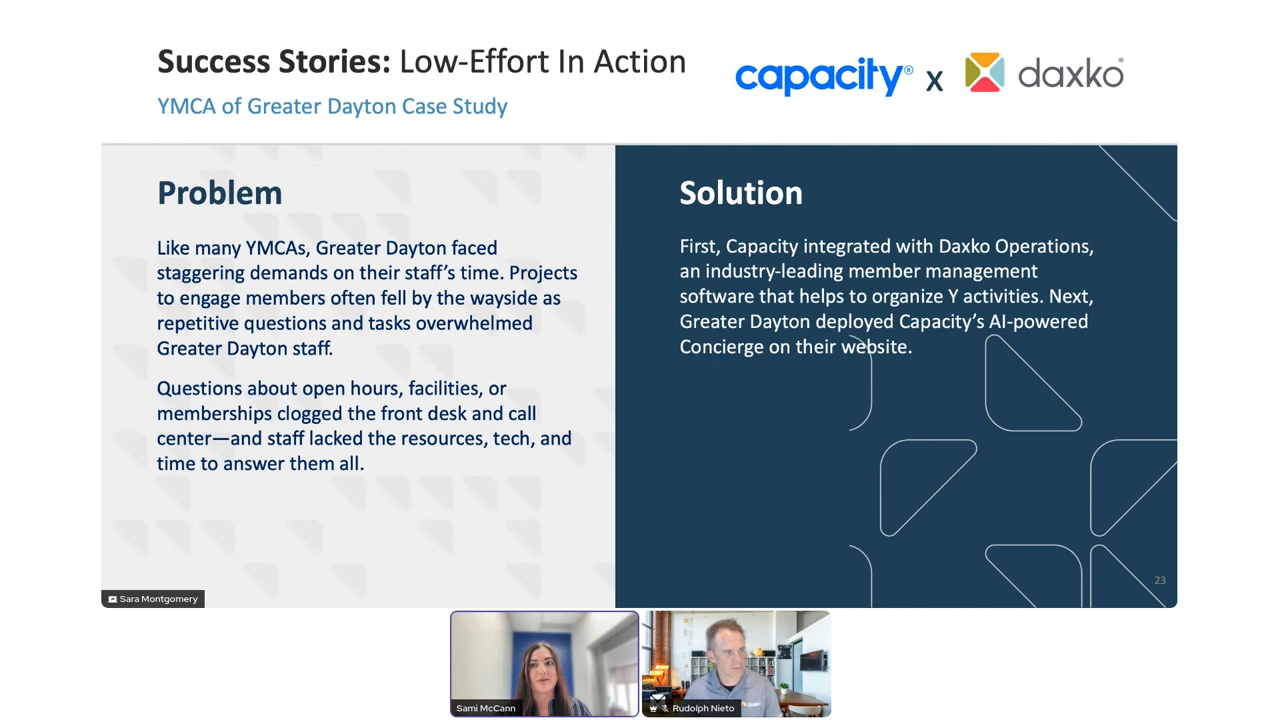 Success Stories: Low-Effort In Action
YMCA of Greater Dayton Case Study
capacity® x daxko®
Problem
Like many YMCAs, Greater Dayton faced
staggering demands on their staff's time. Projects
to engage members often fell by the wayside as
repetitive questions and tasks overwhelmed
Greater Dayton staff.
Questions about open hours, facilities, or
memberships clogged the front desk and call
center—and staff lacked the resources, tech, and
time to answer them all.
Solution
First, Capacity integrated with Daxko Operations,
an industry-leading member management
software that helps to organize Y activities. Next,
Greater Dayton deployed Capacity's AI-powered
Concierge on their website.
23
Sara Montgomery
Sami McCann
Rudolph Nieto